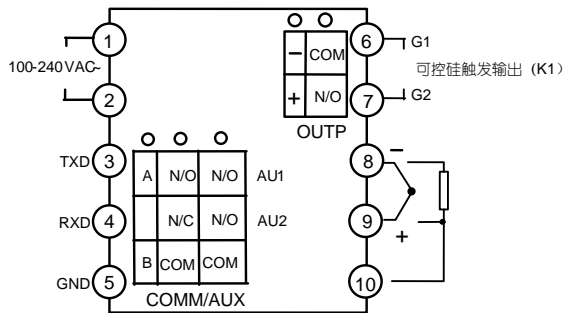 1
6
G1
− COM
100-240VAC~
可控硅触发输出（K1）
+ N/O
2
7
G2
OUTP
TXD 3
A N/O N/O AU1
8 −
RXD 4
N/C N/O AU2
9 +
GND 5
B COM COM
10
COMM/AUX